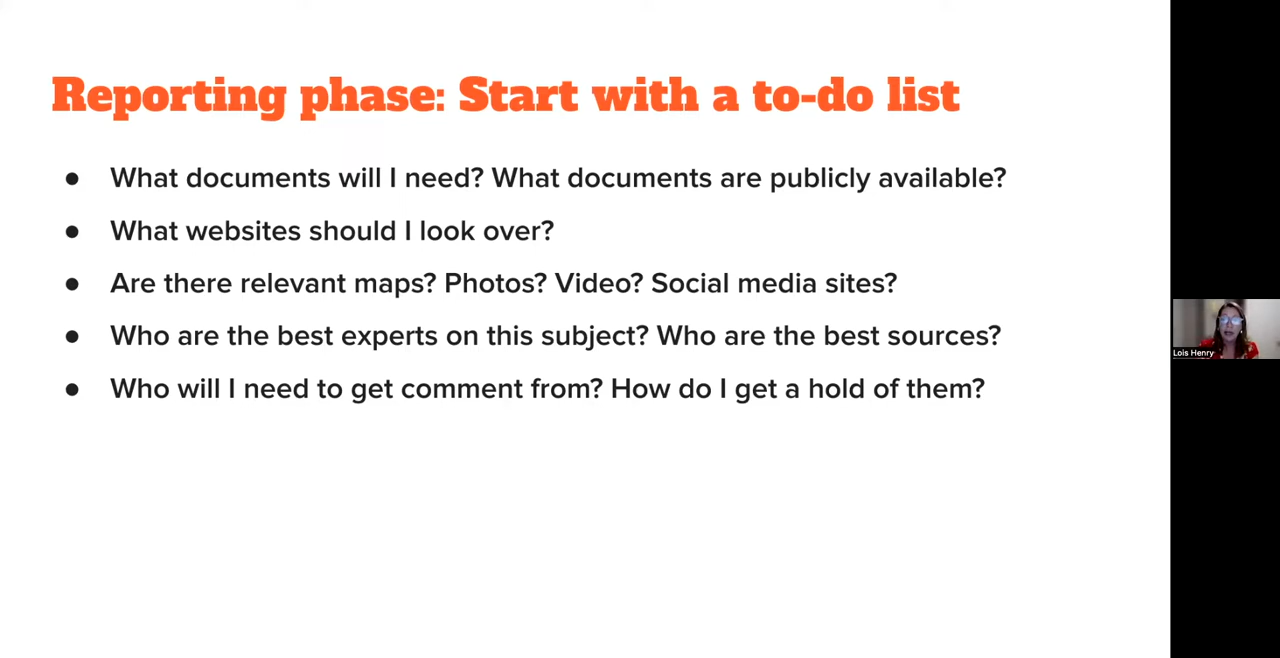 Reporting phase: Start with a to-do list
● What documents will I need? What documents are publicly available?
● What websites should I look over?
● Are there relevant maps? Photos? Video? Social media sites?
● Who are the best experts on this subject? Who are the best sources?
● Who will I need to get comment from? How do I get a hold of them?
Lois Henry